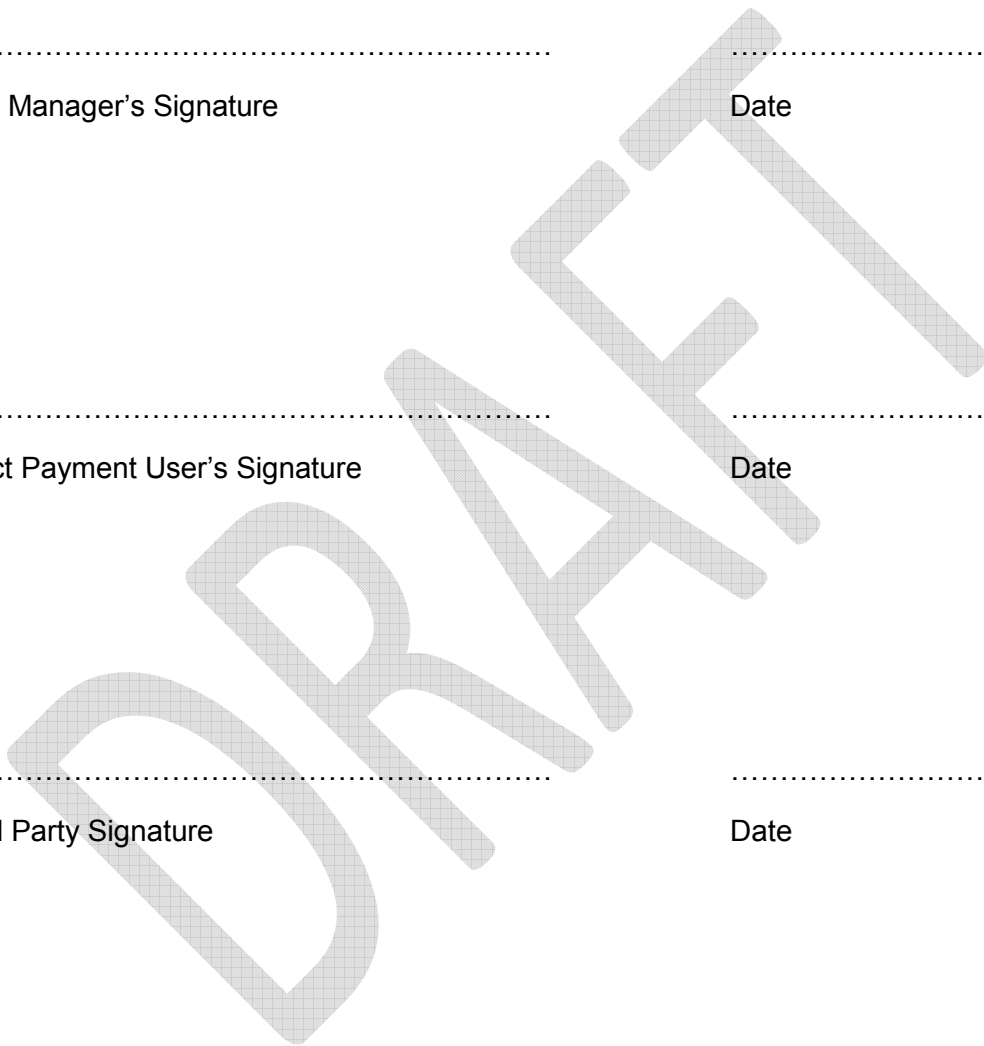 ………………………………………………… ………………………
Manager’s Signature Date
………………………………………………… ………………………
ct Payment User’s Signature Date
………………………………………………… ………………………
Party Signature Date
DRAFT